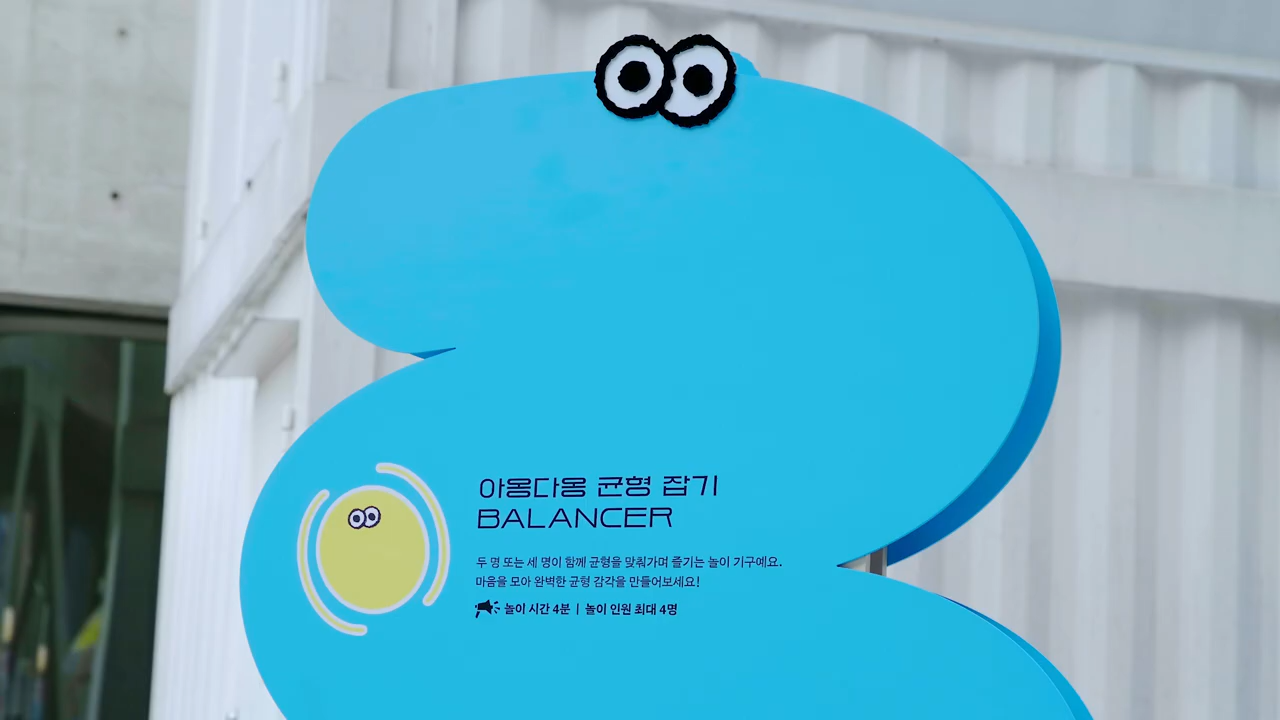 아옹다옹 균형 잡기
BALANCER
두 명 또는 세 명이 함께 균형을 맞춰가며 즐기는 놀이 기구예요.
마음을 모아 완벽한 균형 감각을 만들어보세요!
놀이 시간 4분 | 놀이 인원 최대 4명